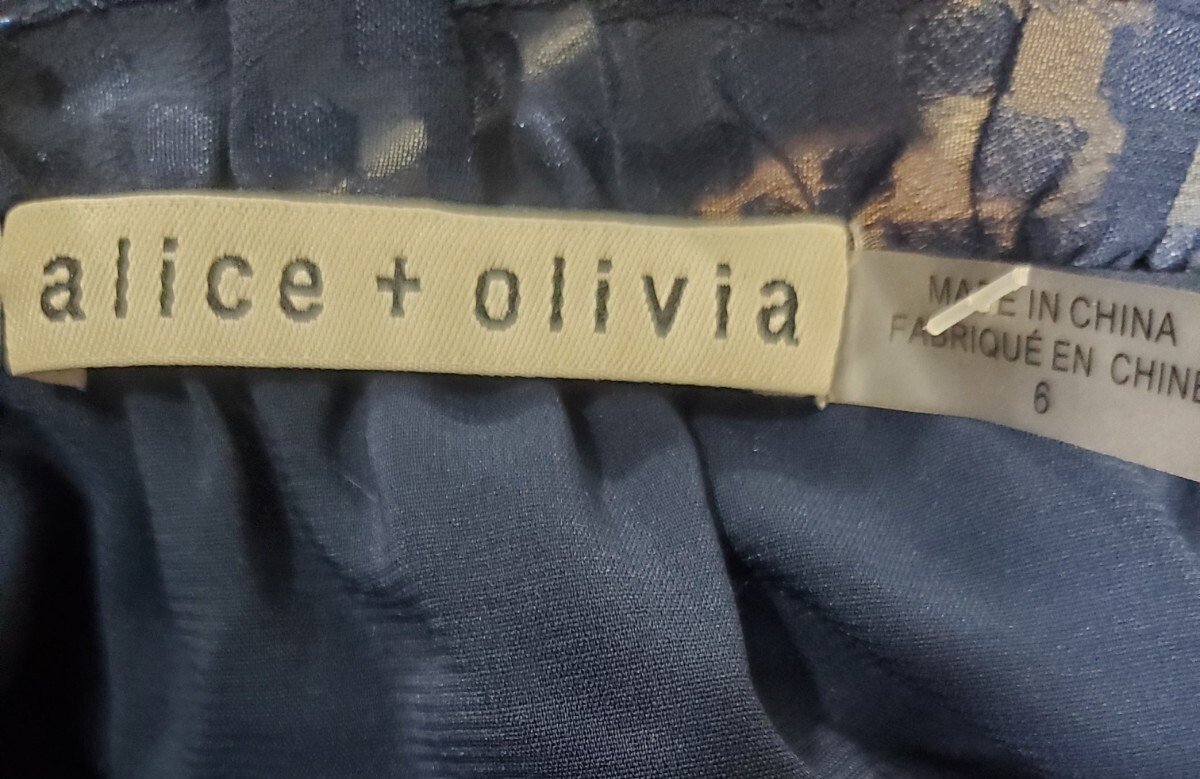 alice + olivia
MADE IN CHINA
FABRIQUÉ EN CHINE
6